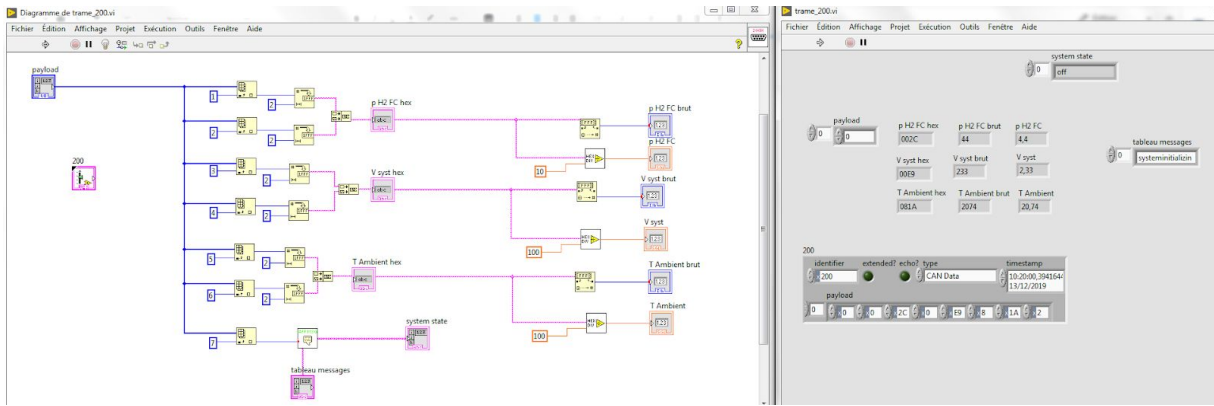 Diagramme de trame_200.vi
Fichier Édition Affichage Projet Exécution Outils Fenêtre Aide
payload
200
1
2
2
2
p H2 FC hex
10
p H2 FC brut
p H2 FC
3
2
4
2
V syst hex
100
V syst brut
V syst
5
2
6
2
T Ambient hex
100
T Ambient brut
T Ambient
7
system state
tableau messages
trame_200.vi
Fichier Édition Affichage Projet Exécution Outils Fenêtre Aide
system state
0 off
payload
0 0
p H2 FC hex p H2 FC brut p H2 FC
002C 44 4,4
V syst hex V syst brut V syst
00E9 233 2,33
T Ambient hex T Ambient brut T Ambient
081A 2074 20,74
tableau messages
0 systeminitializin
200
identifier extended? echo? type timestamp
x 200 CAN Data 10:20:00,3941644
13/12/2019
payload
0 x 0 x 0 x 2C x 0 x E9 x 8 x 1A x 2